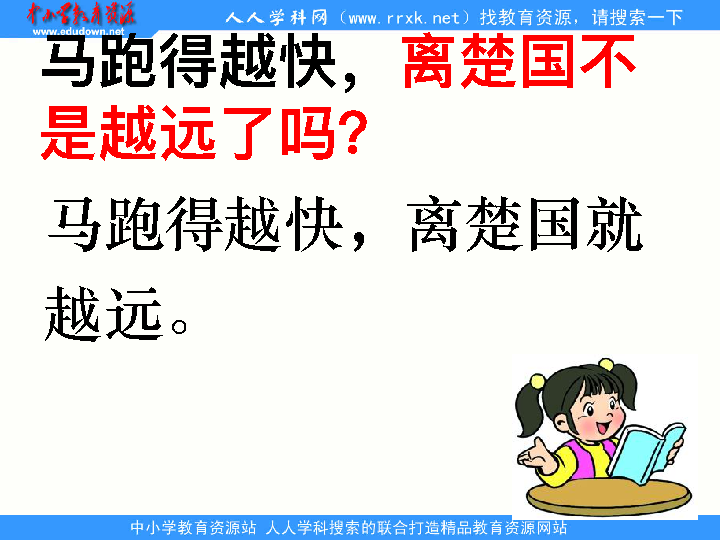 中小学教育资源
www.edudown.net
人人学科网（www.rrxk.net）找教育资源，请搜索一下
马跑得越快，离楚国不
是越远了吗？
马跑得越快，离楚国就
越远。
中小学教育资源站 人人学科搜索的联合打造精品教育资源网站